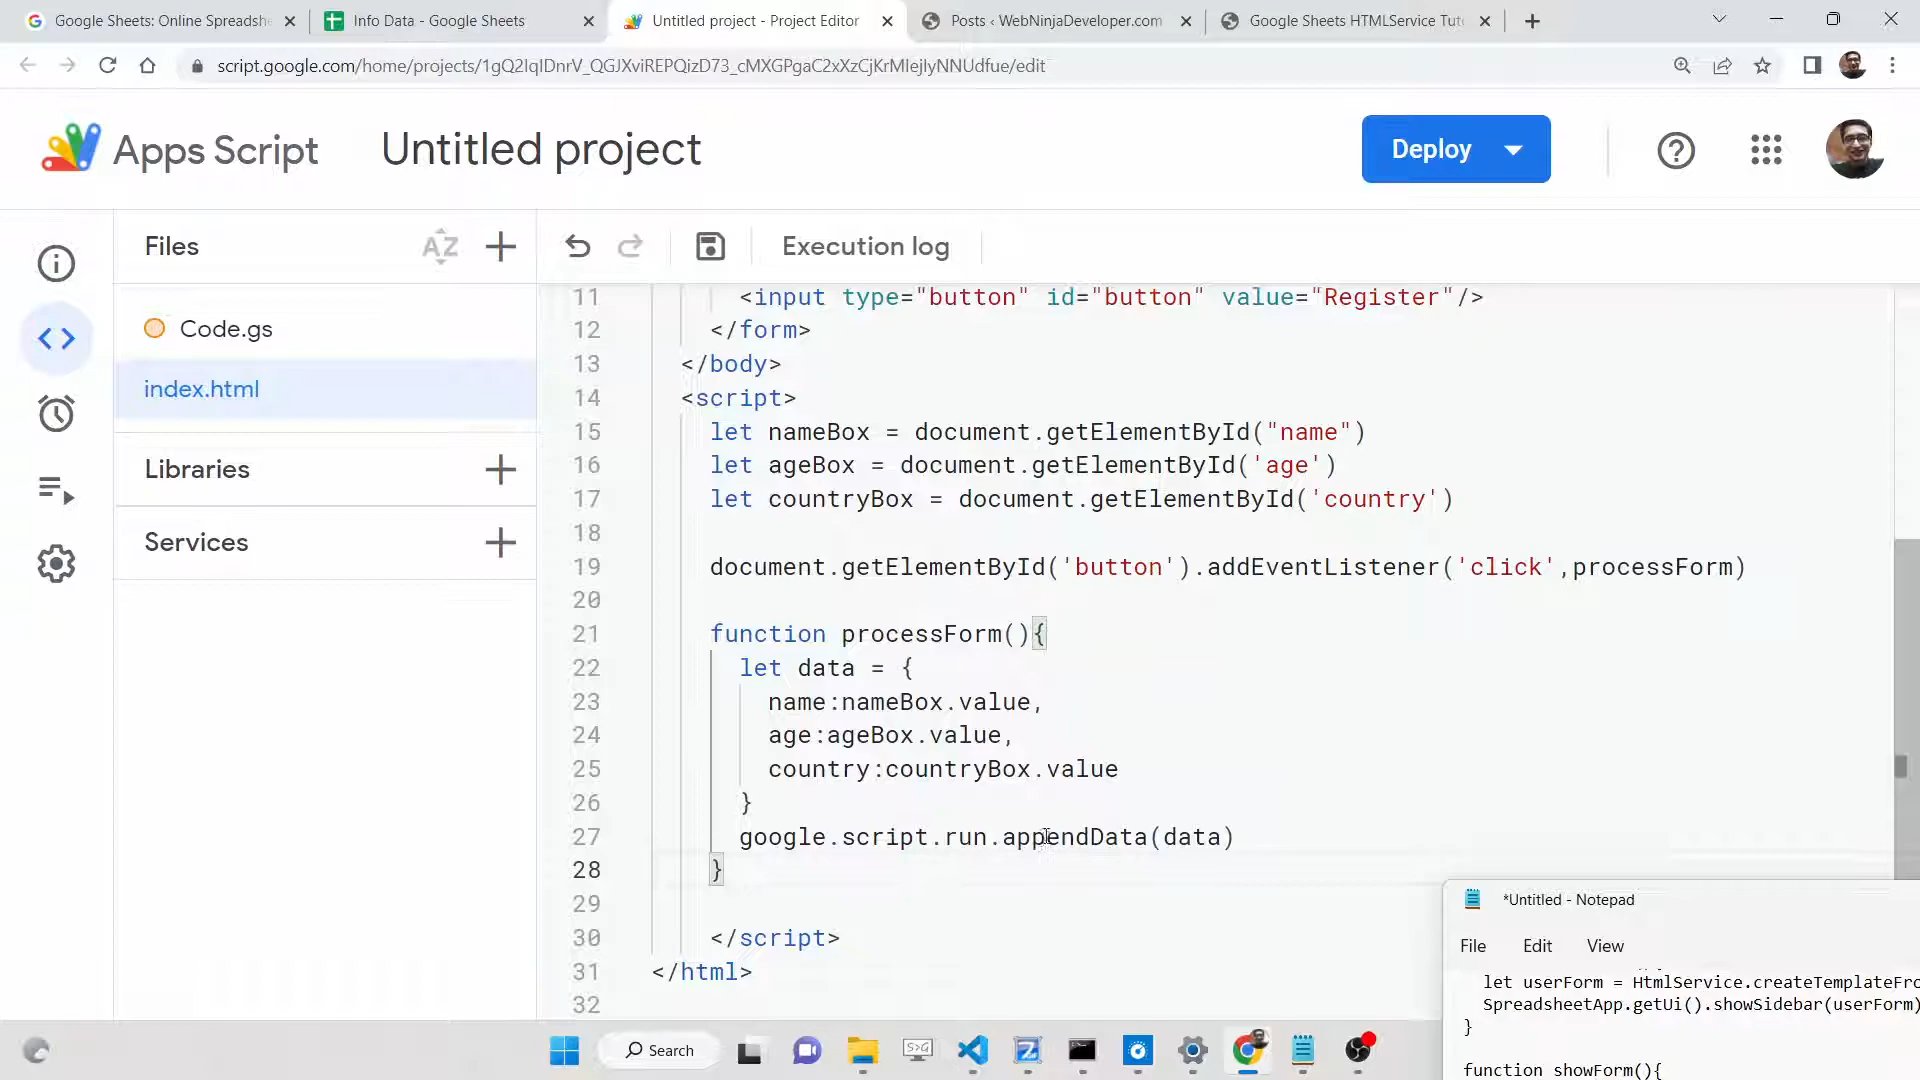 Google Sheets: Online Spreadshe
Info Data - Google Sheets
Untitled project - Project Editor
Posts ‹ WebNinjaDeveloper.com
Google Sheets HTMLService Tut
script.google.com/home/projects/1gQ2IqIDnrV_QGJXviREPQizD73_cMXGPgaC2xXzCjKrMIejIyNNUdfue/edit
Apps Script
Untitled project
Deploy
Files
AZ
Execution log
Code.gs
index.html
Libraries
Services
11 <input type="button" id="button" value="Register"/>
12 </form>
13 </body>
14 <script>
15 let nameBox = document.getElementById("name")
16 let ageBox = document.getElementById('age')
17 let countryBox = document.getElementById('country')
18
19 document.getElementById('button').addEventListener('click',processForm)
20
21 function processForm(){
22 let data = {
23 name:nameBox.value,
24 age:ageBox.value,
25 country:countryBox.value
26 }
27 google.script.run.appendData(data)
28 }
29
30 </script>
31 </html>
32
*Untitled - Notepad
File Edit View
let userForm = HtmlService.createTemplateFro
SpreadsheetApp.getUi().showSidebar(userForm)
}
function showForm(){
Search